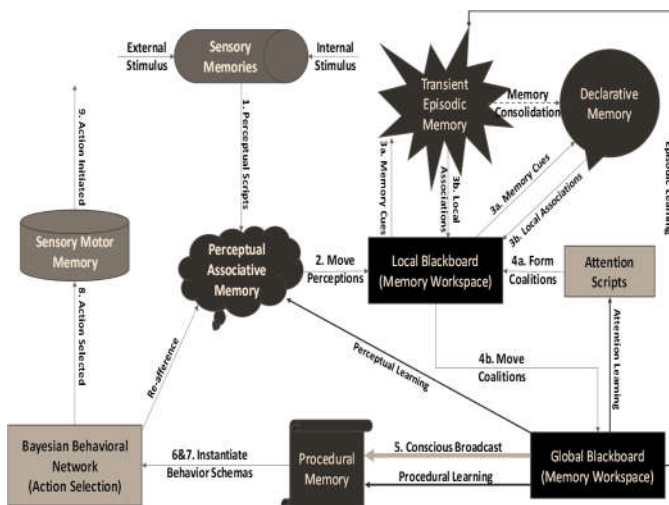 External
Stimulus
Sensory
Memories
Internal
Stimulus
Transient
Episodic
Memory
Memory
Consolidation
Declarative
Memory
9. Action Initiated
1. Perceptual Scripts
3a. Memory Cues
3b. Local
Associations
3a. Memory Cues
3b. Local Associations
Episodic Learning
Sensory Motor
Memory
Perceptual
Associative
Memory
2. Move
Perceptions
Local Blackboard
(Memory Workspace)
4a. Form
Coalitions
Attention
Scripts
8. Action Selected
Re-afference
Perceptual Learning
4b. Move
Coalitions
Attention Learning
Bayesian Behavioral
Network
(Action Selection)
6&7. Instantiate
Behavior Schemas
Procedural
Memory
5. Conscious Broadcast
Procedural Learning
Global Blackboard
(Memory Workspace)